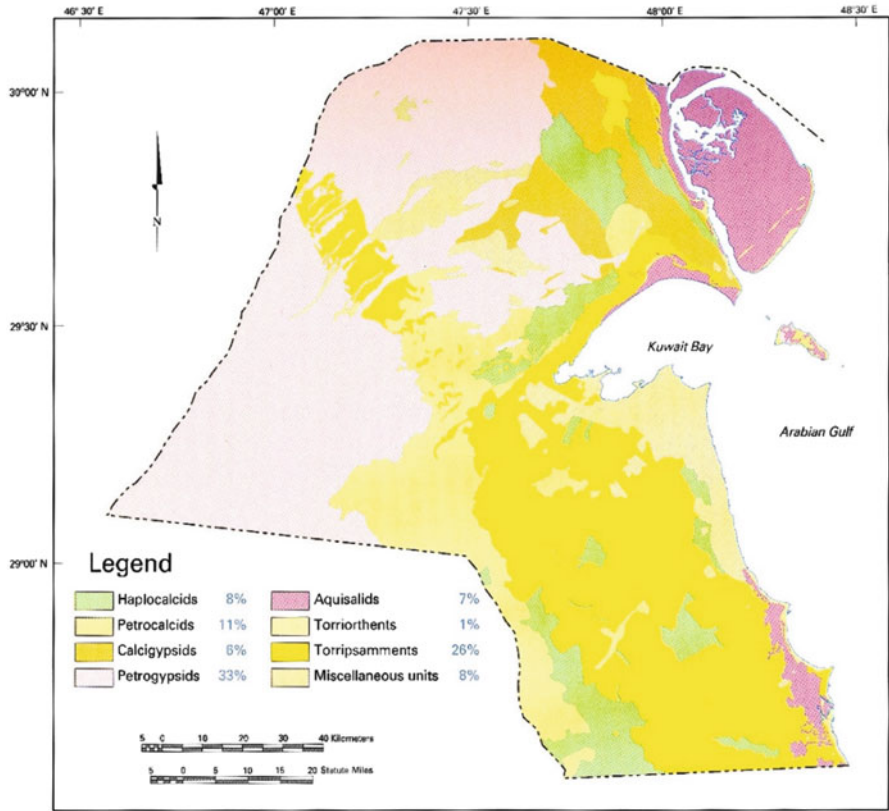 46° 30' 47° 00' 47° 30' 48° 00' 48° 30' E
30° 00' N
N
29° 30' N
Kuwait Bay
Arabian Gulf
29° 00' N
Legend
Haplocalcids 8% Aquisalids 7%
Petrocalcids 11% Torriorthents 1%
Calcigypsids 6% Torripsamments 26%
Petrogypsids 33% Miscellaneous units 8%
5 0 10 20 30 40 Kilometers
5 0 5 10 15 20 Statute Miles